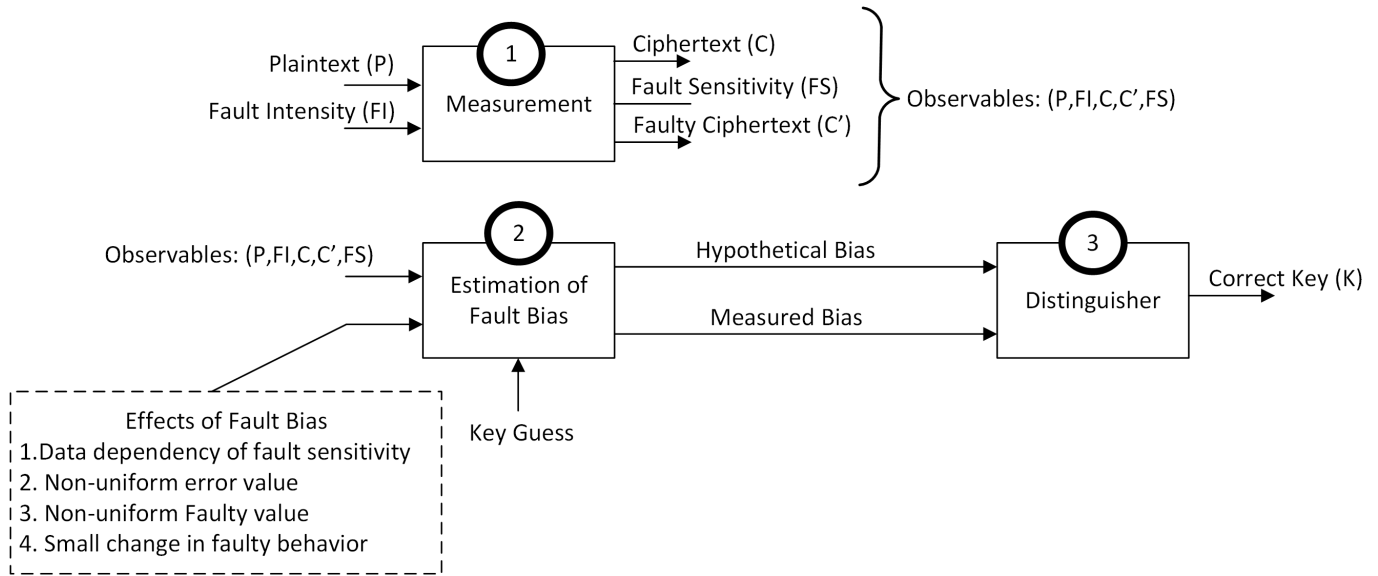 1
Plaintext (P)
Fault Intensity (FI)
Measurement
Ciphertext (C)
Fault Sensitivity (FS)
Faulty Ciphertext (C’)
Observables: (P,FI,C,C’,FS)
2
Observables: (P,FI,C,C’,FS)
Estimation of
Fault Bias
Hypothetical Bias
Measured Bias
3
Distinguisher
Correct Key (K)
Key Guess
Effects of Fault Bias
1.Data dependency of fault sensitivity
2. Non-uniform error value
3. Non-uniform Faulty value
4. Small change in faulty behavior